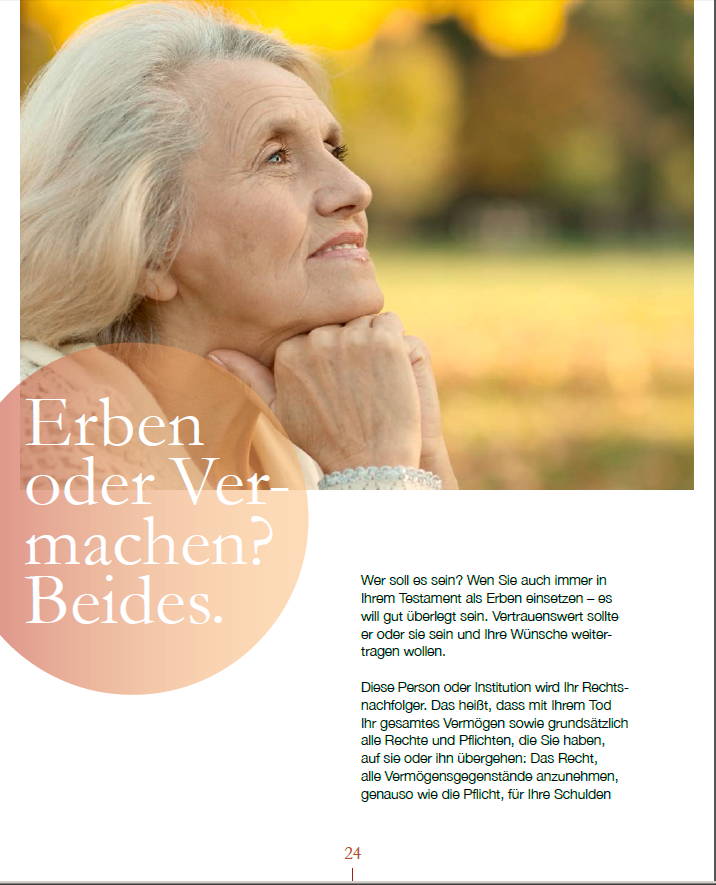 Erben
oder Ver-
machen?
Beides.
Wer soll es sein? Wen Sie auch immer in
Ihrem Testament als Erben einsetzen – es
will gut überlegt sein. Vertrauenswert sollte
er oder sie sein und Ihre Wünsche weiter-
tragen wollen.
Diese Person oder Institution wird Ihr Rechts-
nachfolger. Das heißt, dass mit Ihrem Tod
Ihr gesamtes Vermögen sowie grundsätzlich
alle Rechte und Pflichten, die Sie haben,
auf sie oder ihn übergehen: Das Recht,
alle Vermögensgegenstände anzunehmen,
genauso wie die Pflicht, für Ihre Schulden
24